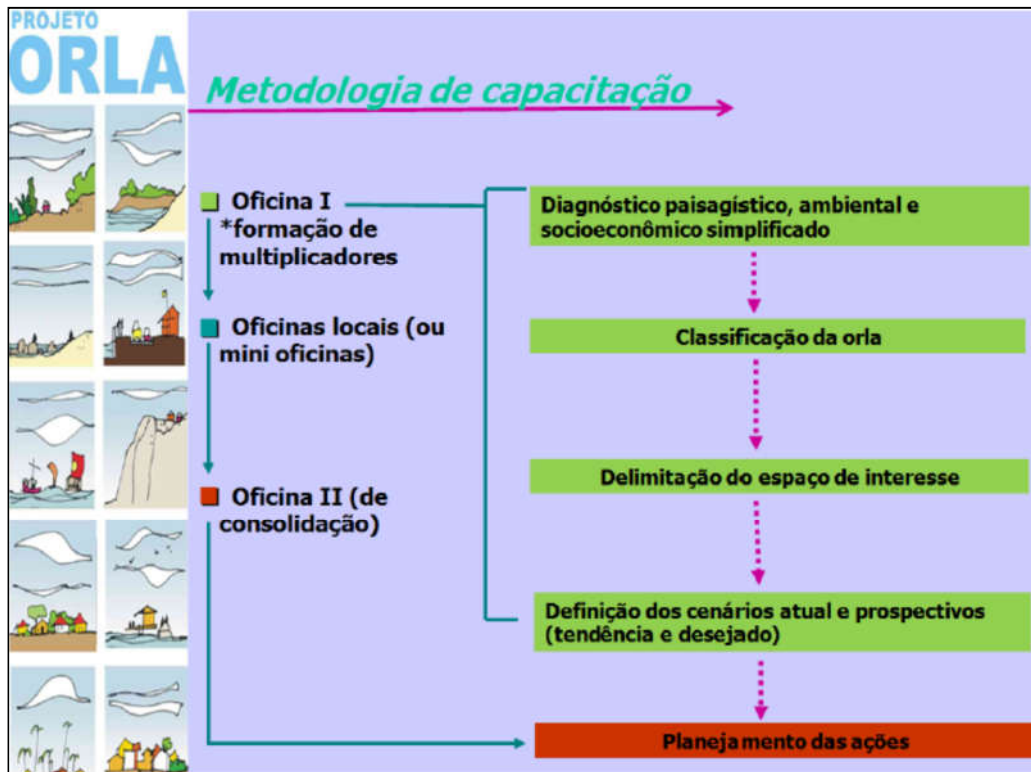 PROJETO
ORLA
Metodologia de capacitação
Oficina I
*formação de
multiplicadores
Oficinas locais (ou
mini oficinas)
Oficina II (de
consolidação)
Diagnóstico paisagístico, ambiental e
socioeconômico simplificado
Classificação da orla
Delimitação do espaço de interesse
Definição dos cenários atual e prospectivos
(tendência e desejado)
Planejamento das ações